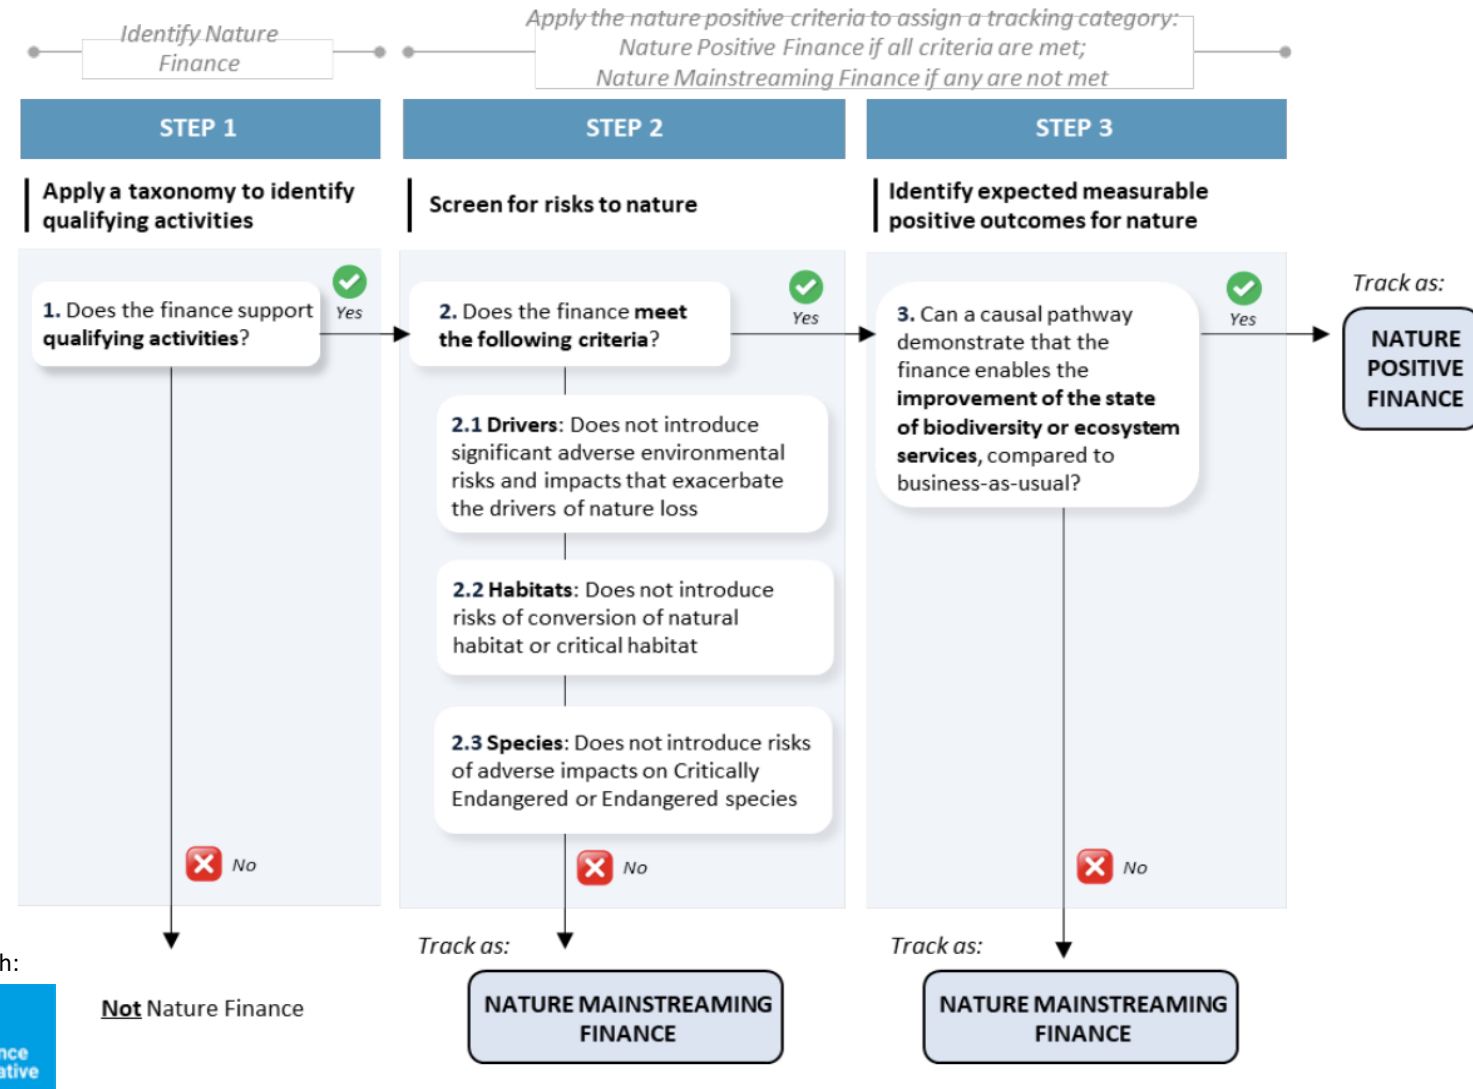 Identify Nature
Finance
Apply the nature positive criteria to assign a tracking category:
Nature Positive Finance if all criteria are met;
Nature Mainstreaming Finance if any are not met
STEP 1
STEP 2
STEP 3
Apply a taxonomy to identify
qualifying activities
Screen for risks to nature
Identify expected measurable
positive outcomes for nature
1. Does the finance support
qualifying activities?
Yes
2. Does the finance meet
the following criteria?
Yes
2.1 Drivers: Does not introduce
significant adverse environmental
risks and impacts that exacerbate
the drivers of nature loss
2.2 Habitats: Does not introduce
risks of conversion of natural
habitat or critical habitat
2.3 Species: Does not introduce risks
of adverse impacts on Critically
Endangered or Endangered species
3. Can a causal pathway
demonstrate that the
finance enables the
improvement of the state
of biodiversity or ecosystem
services, compared to
business-as-usual?
Yes
Track as:
NATURE
POSITIVE
FINANCE
No
No
No
Not Nature Finance
Track as:
NATURE MAINSTREAMING
FINANCE
Track as:
NATURE MAINSTREAMING
FINANCE
h:
nce
ative